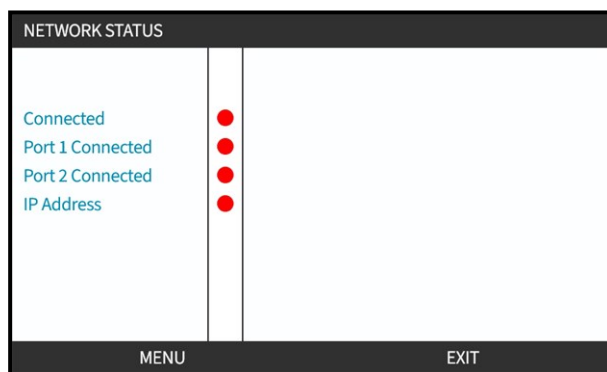 NETWORK STATUS
Connected
Port 1 Connected
Port 2 Connected
IP Address
MENU EXIT